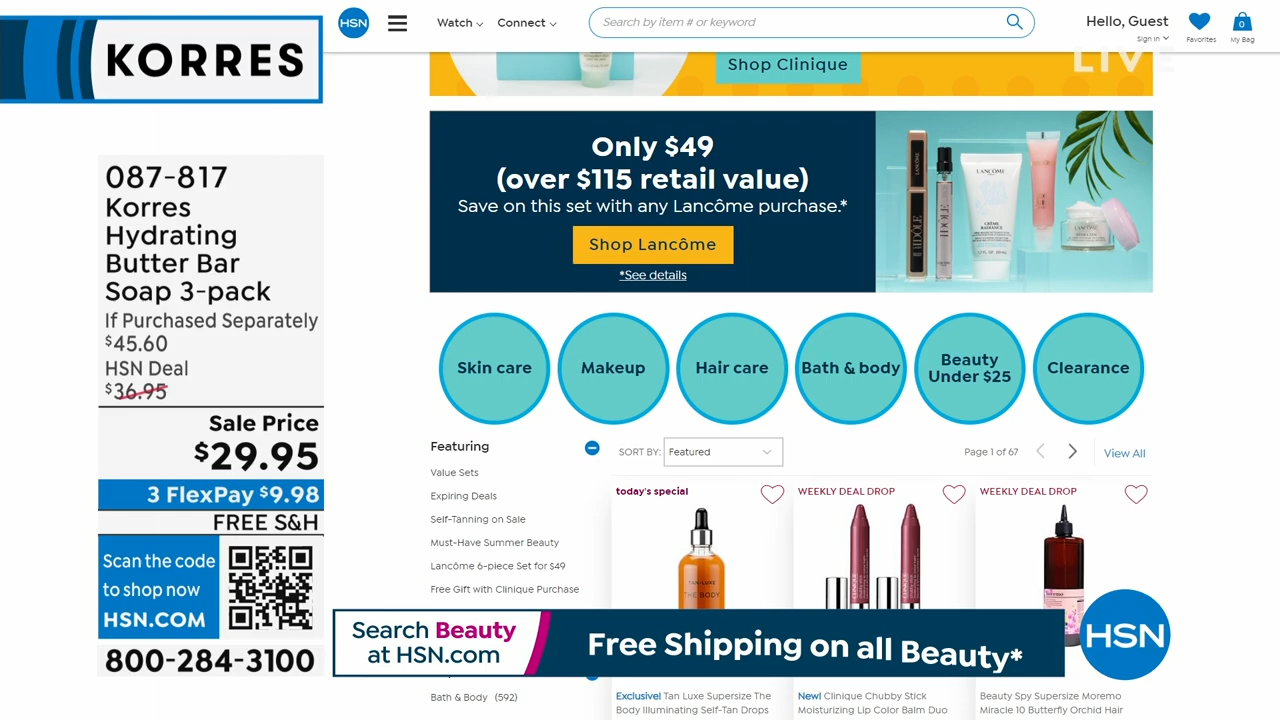 KORRES
087-817
Korres
Hydrating
Butter Bar
Soap 3-pack
If Purchased Separately
$45.60
HSN Deal
$36.95
Sale Price
$29.95
3 FlexPay $9.98
FREE S&H
Scan the code
to shop now
HSN.COM
800-284-3100
HSN
Watch
Connect
Search by item # or keyword
Hello, Guest
Sign in
Favorites
0
My Bag
LIVE
Shop Clinique
Only $49
(over $115 retail value)
Save on this set with any Lancôme purchase.*
Shop Lancôme
*See details
LANCÔME
Skin care
Makeup
Hair care
Bath & body
Beauty
Under $25
Clearance
Featuring
Value Sets
Expiring Deals
Self-Tanning on Sale
Must-Have Summer Beauty
Lancôme 6-piece Set for $49
Free Gift with Clinique Purchase
Bath & Body (592)
SORT BY:
Featured
Page 1 of 67
View All
today's special
WEEKLY DEAL DROP
WEEKLY DEAL DROP
TAN-LUXE
THE BODY
Exclusive! Tan Luxe Supersize The
Body Illuminating Self-Tan Drops
New! Clinique Chubby Stick
Moisturizing Lip Color Balm Duo
Beauty Spy Supersize Moremo
Miracle 10 Butterfly Orchid Hair
Search Beauty
at HSN.com
Free Shipping on all Beauty*
HSN